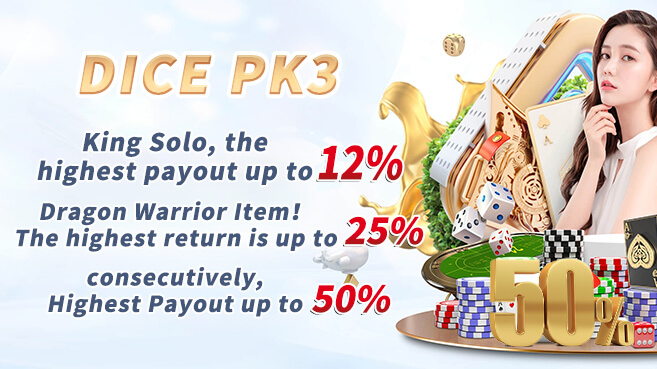 DICE PK3
King Solo, the
highest payout up to 12%
Dragon Warrior Item!
The highest return is up to 25%
consecutively,
Highest Payout up to 50%
50%